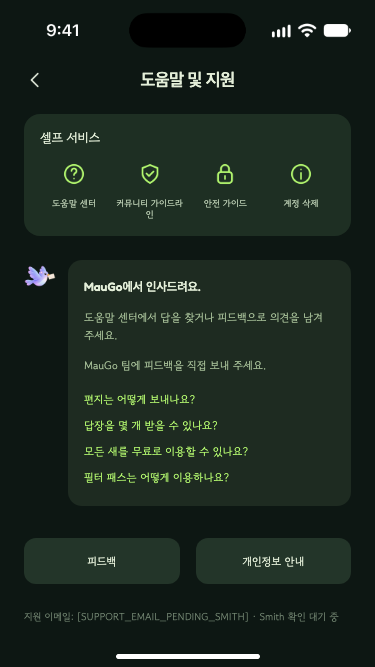 9:41
도움말 및 지원
셀프 서비스
도움말 센터
커뮤니티 가이드라
인
안전 가이드
계정 삭제
MauGo에서 인사드려요.
도움말 센터에서 답을 찾거나 피드백으로 의견을 남겨
주세요.
MauGo 팀에 피드백을 직접 보내 주세요.
편지는 어떻게 보내나요?
답장을 몇 개 받을 수 있나요?
모든 새를 무료로 이용할 수 있나요?
필터 패스는 어떻게 이용하나요?
피드백
개인정보 안내
지원 이메일: [SUPPORT_EMAIL_PENDING_SMITH] · Smith 확인 대기 중